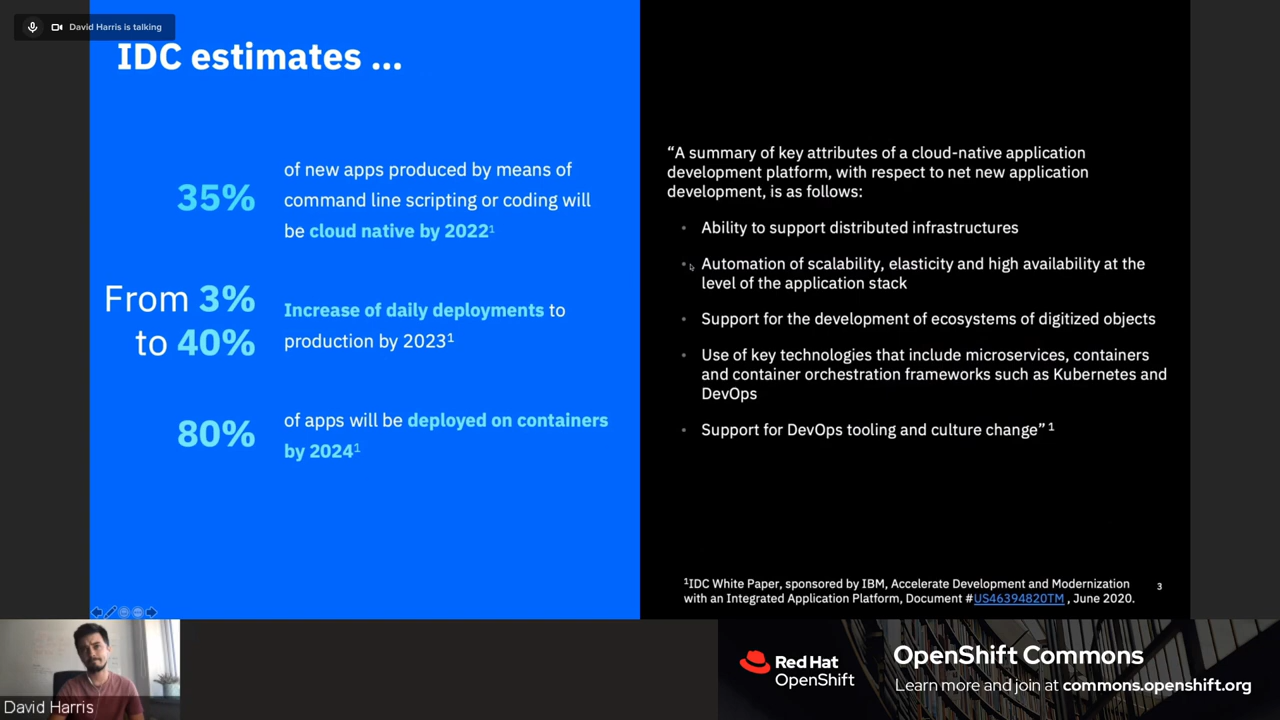 David Harris is talking
IDC estimates ...
35%
of new apps produced by means of
command line scripting or coding will
be cloud native by 2022¹
From 3%
to 40%
Increase of daily deployments to
production by 2023¹
80%
of apps will be deployed on containers
by 2024¹
“A summary of key attributes of a cloud-native application
development platform, with respect to net new application
development, is as follows:
• Ability to support distributed infrastructures
• Automation of scalability, elasticity and high availability at the
level of the application stack
• Support for the development of ecosystems of digitized objects
• Use of key technologies that include microservices, containers
and container orchestration frameworks such as Kubernetes and
DevOps
• Support for DevOps tooling and culture change” ¹
¹IDC White Paper, sponsored by IBM, Accelerate Development and Modernization
with an Integrated Application Platform, Document #US46394820TM , June 2020.
3
David Harris
Red Hat
OpenShift
OpenShift Commons
Learn more and join at commons.openshift.org